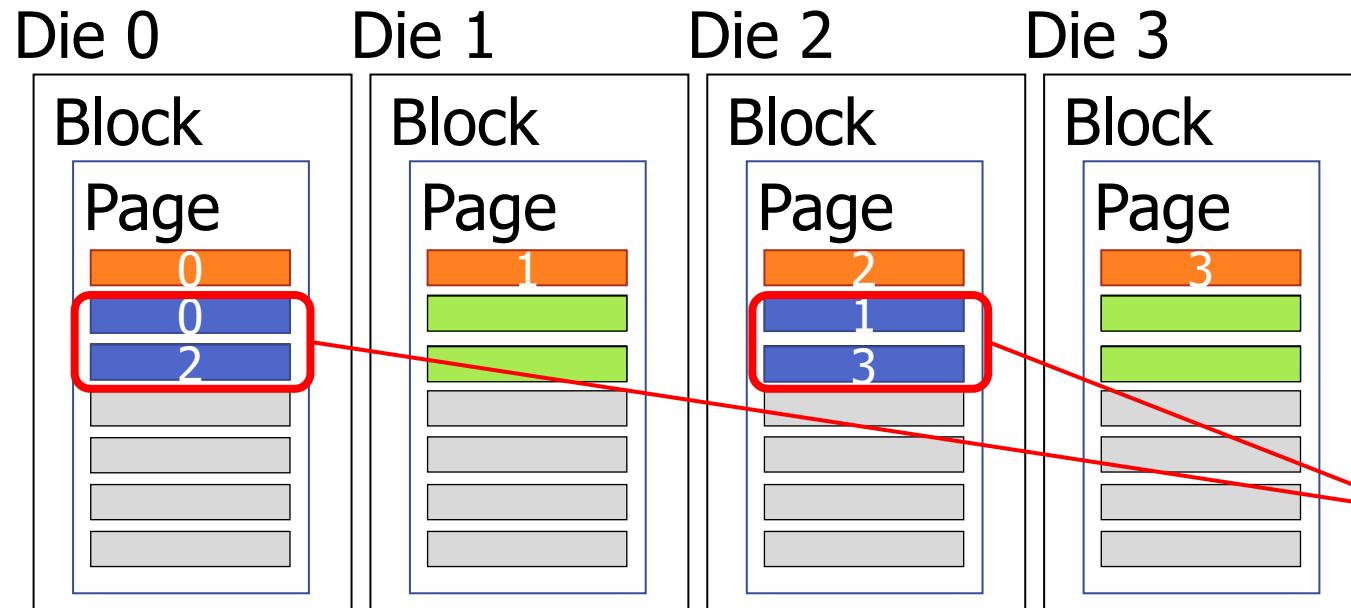 Die 0 Die 1 Die 2 Die 3
Block Block Block Block
Page Page Page Page
0 1 2 3
0 1
2 3